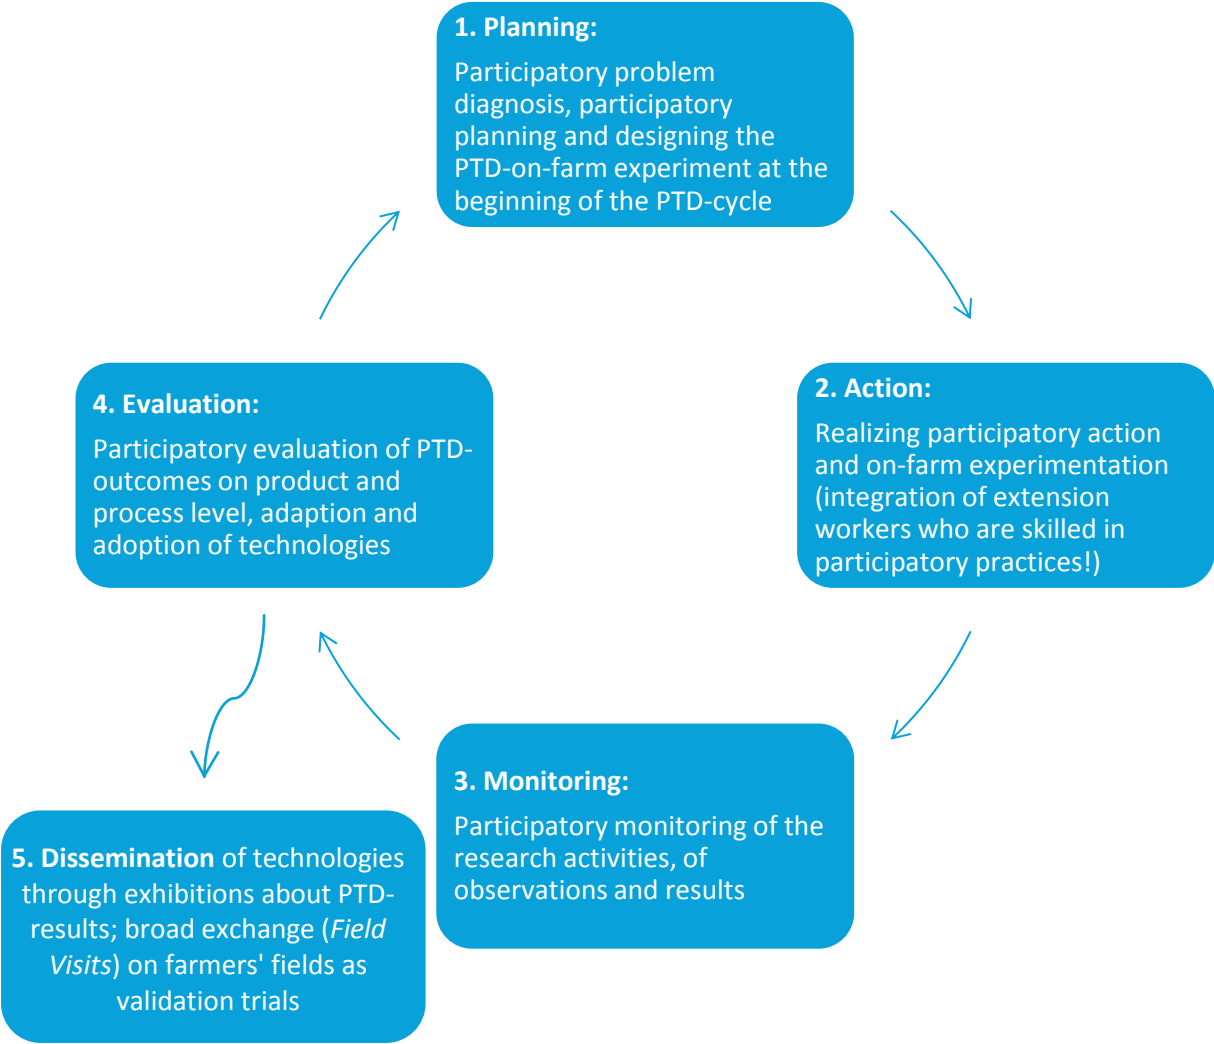 1. Planning:
Participatory problem
diagnosis, participatory
planning and designing the
PTD-on-farm experiment at the
beginning of the PTD-cycle
2. Action:
Realizing participatory action
and on-farm experimentation
(integration of extension
workers who are skilled in
participatory practices!)
3. Monitoring:
Participatory monitoring of the
research activities, of
observations and results
4. Evaluation:
Participatory evaluation of PTD-
outcomes on product and
process level, adaption and
adoption of technologies
5. Dissemination of technologies
through exhibitions about PTD-
results; broad exchange (Field
Visits) on farmers' fields as
validation trials